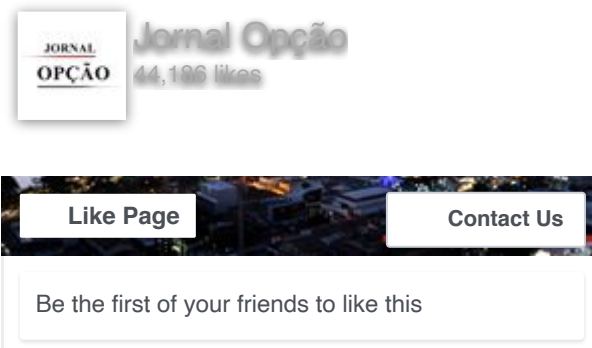 JORNAL
OPÇÃO
Jornal Opção
44,186 likes
Like Page
Contact Us
Be the first of your friends to like this